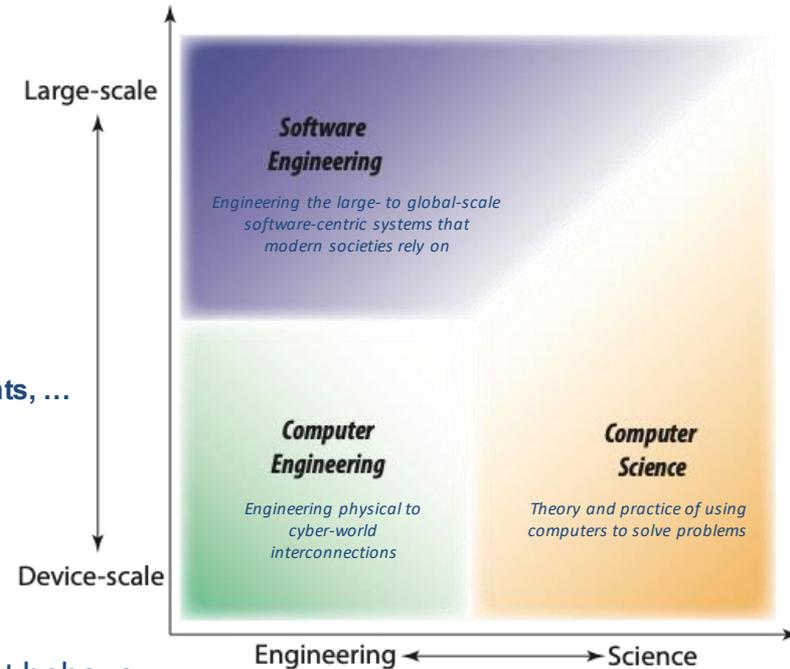 Large-scale
Software
Engineering
Engineering the large- to global-scale
software-centric systems that
modern societies rely on
nts, …
Computer
Engineering
Engineering physical to
cyber-world
interconnections
Computer
Science
Theory and practice of using
computers to solve problems
Device-scale
Engineering
Science